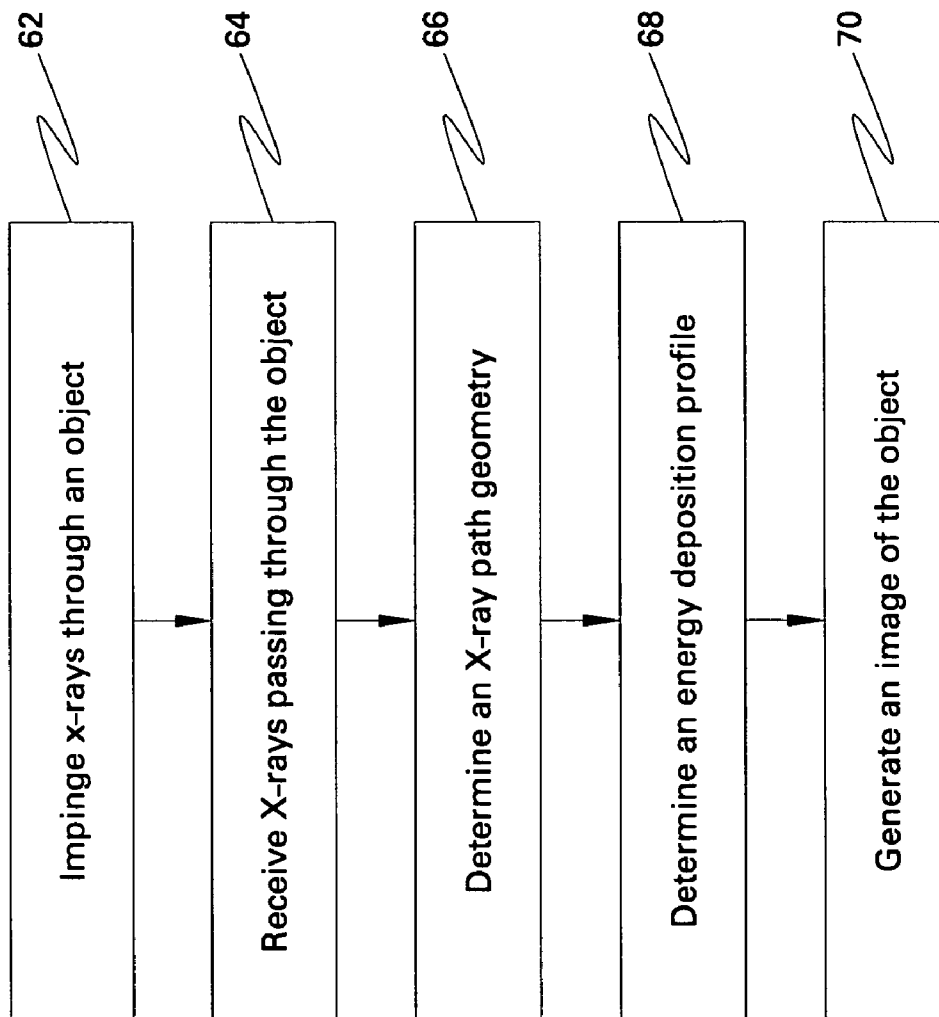 Impinge x-rays through an object
62
Receive X-rays passing through the object
64
Determine an X-ray path geometry
66
Determine an energy deposition profile
68
Generate an image of the object
70